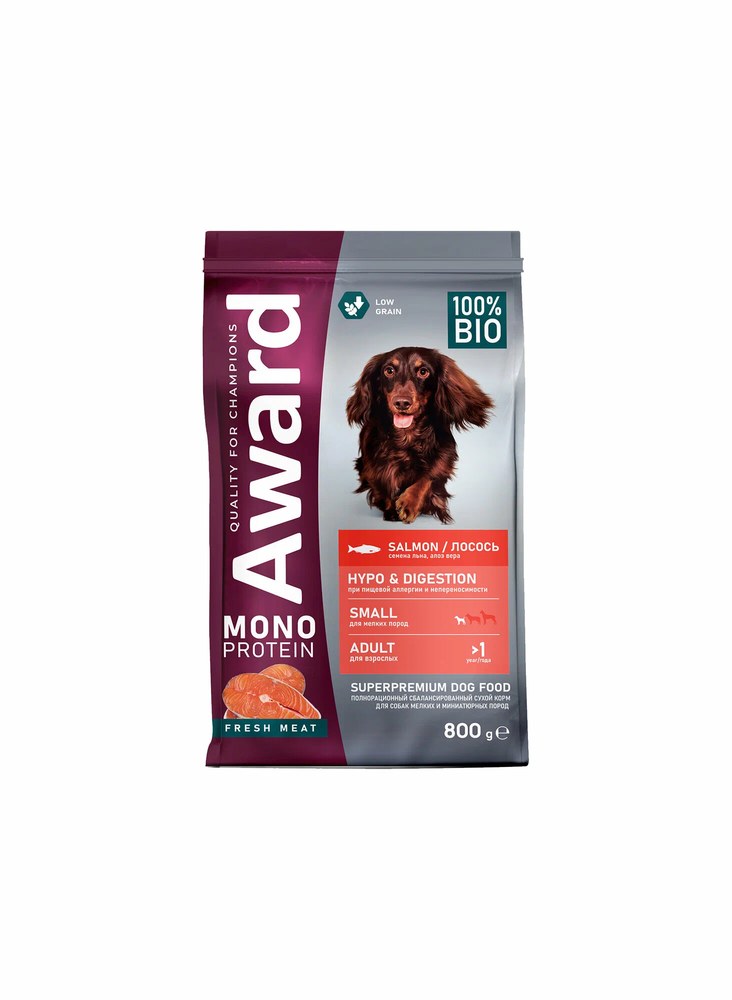 LOW
GRAIN
100%
BIO
QUALITY FOR CHAMPIONS
Award
MONO
PROTEIN
FRESH MEAT
SALMON / ЛОСОСЬ
семена льна, алоэ вера
HYPO & DIGESTION
при пищевой аллергии и непереносимости
SMALL
для мелких пород
ADULT
для взрослых
>1
year/года
SUPERPREMIUM DOG FOOD
ПОЛНОРАЦИОННЫЙ СБАЛАНСИРОВАННЫЙ СУХОЙ КОРМ
ДЛЯ СОБАК МЕЛКИХ И МИНИАТЮРНЫХ ПОРОД
800 g ℮